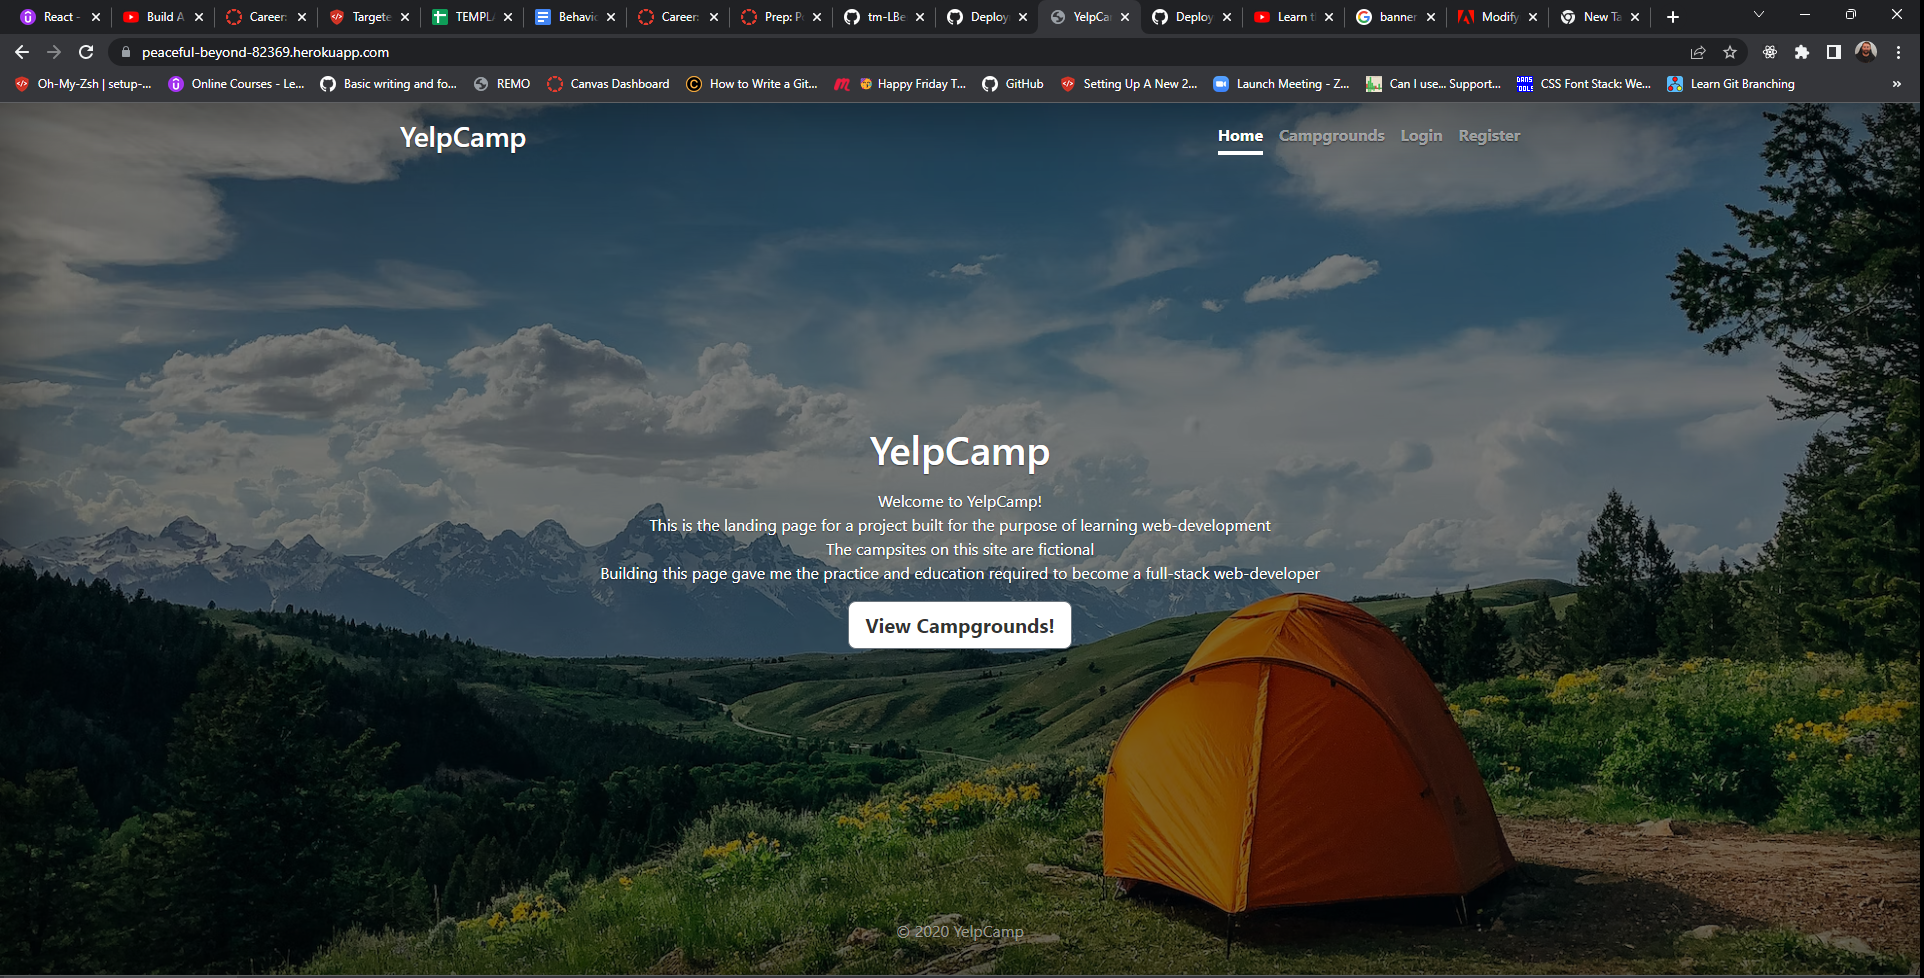 React -
Build A
Career:
Targete
TEMPL
Behavio
Career:
Prep: P
tm-LBe
Deploy
YelpCa
Deploy
Learn t
banner
Modify
New Ta
peaceful-beyond-82369.herokuapp.com
Oh-My-Zsh | setup-...
Online Courses - Le...
Basic writing and fo...
REMO
Canvas Dashboard
How to Write a Git...
Happy Friday T...
GitHub
Setting Up A New 2...
Launch Meeting - Z...
Can I use... Support...
CSS Font Stack: We...
Learn Git Branching
YelpCamp
Home Campgrounds Login Register
YelpCamp
Welcome to YelpCamp!
This is the landing page for a project built for the purpose of learning web-development
The campsites on this site are fictional
Building this page gave me the practice and education required to become a full-stack web-developer
View Campgrounds!
© 2020 YelpCamp